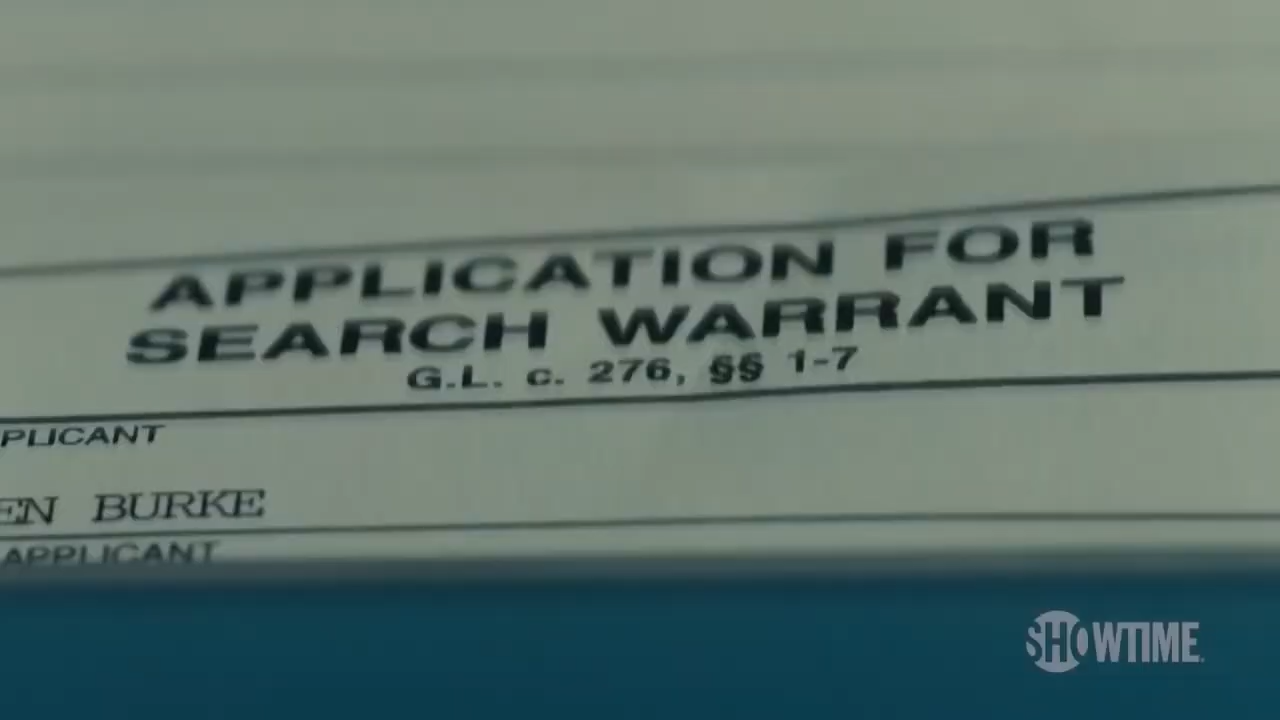 APPLICATION FOR
SEARCH WARRANT
G.L. c. 276, §§ 1-7
PLICANT
EN BURKE
APPLICANT
SHOWTIME